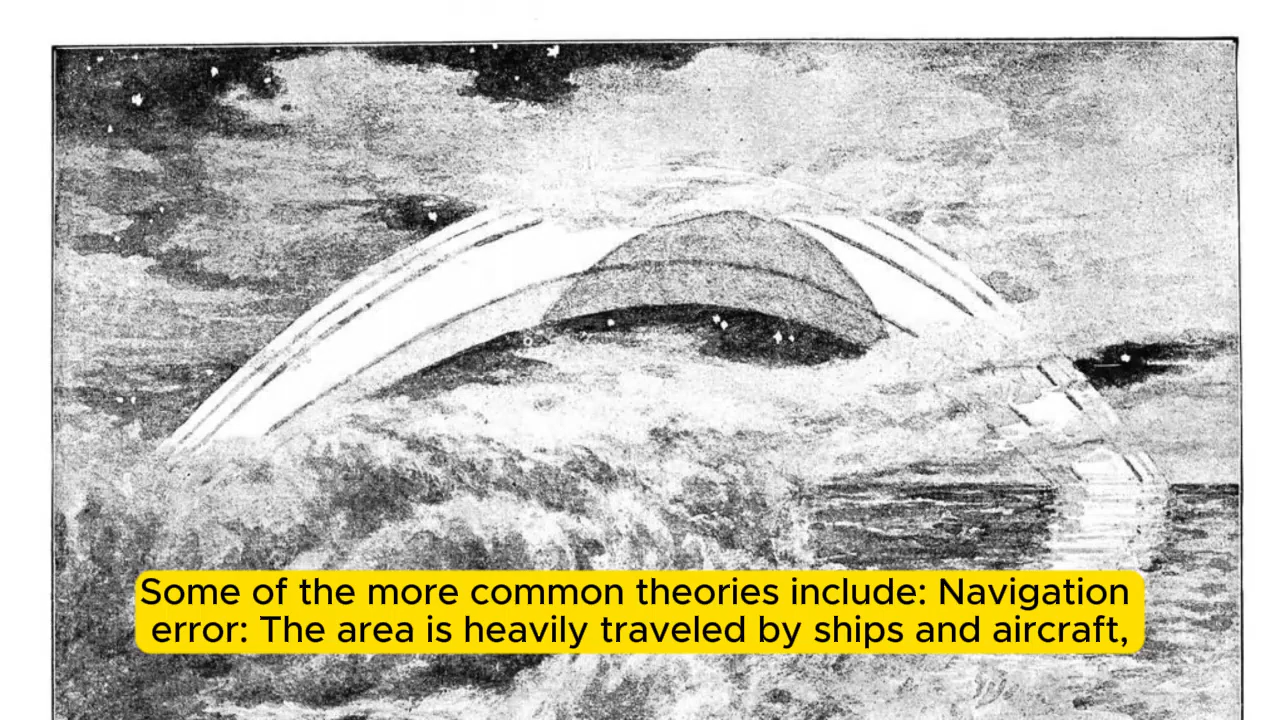 Some of the more common theories include: Navigation
error: The area is heavily traveled by ships and aircraft,